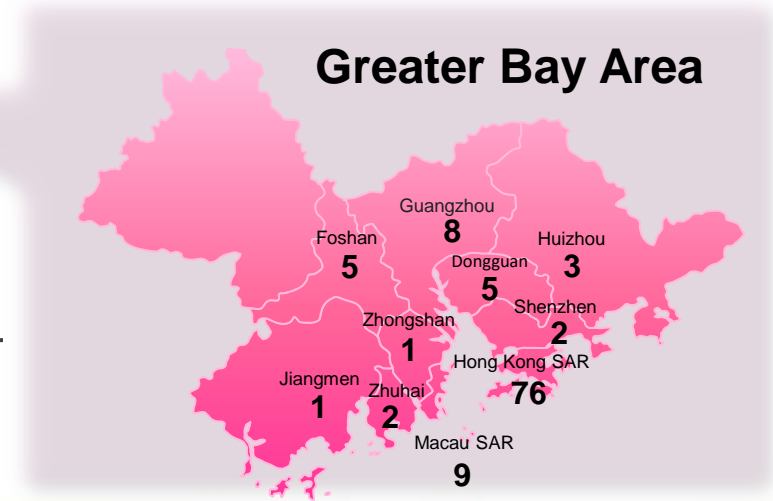 Greater Bay Area
Guangzhou
8
Foshan
5
Huizhou
3
Dongguan
5
Shenzhen
2
Zhongshan
1
Hong Kong SAR
76
Jiangmen
1
Zhuhai
2
Macau SAR
9